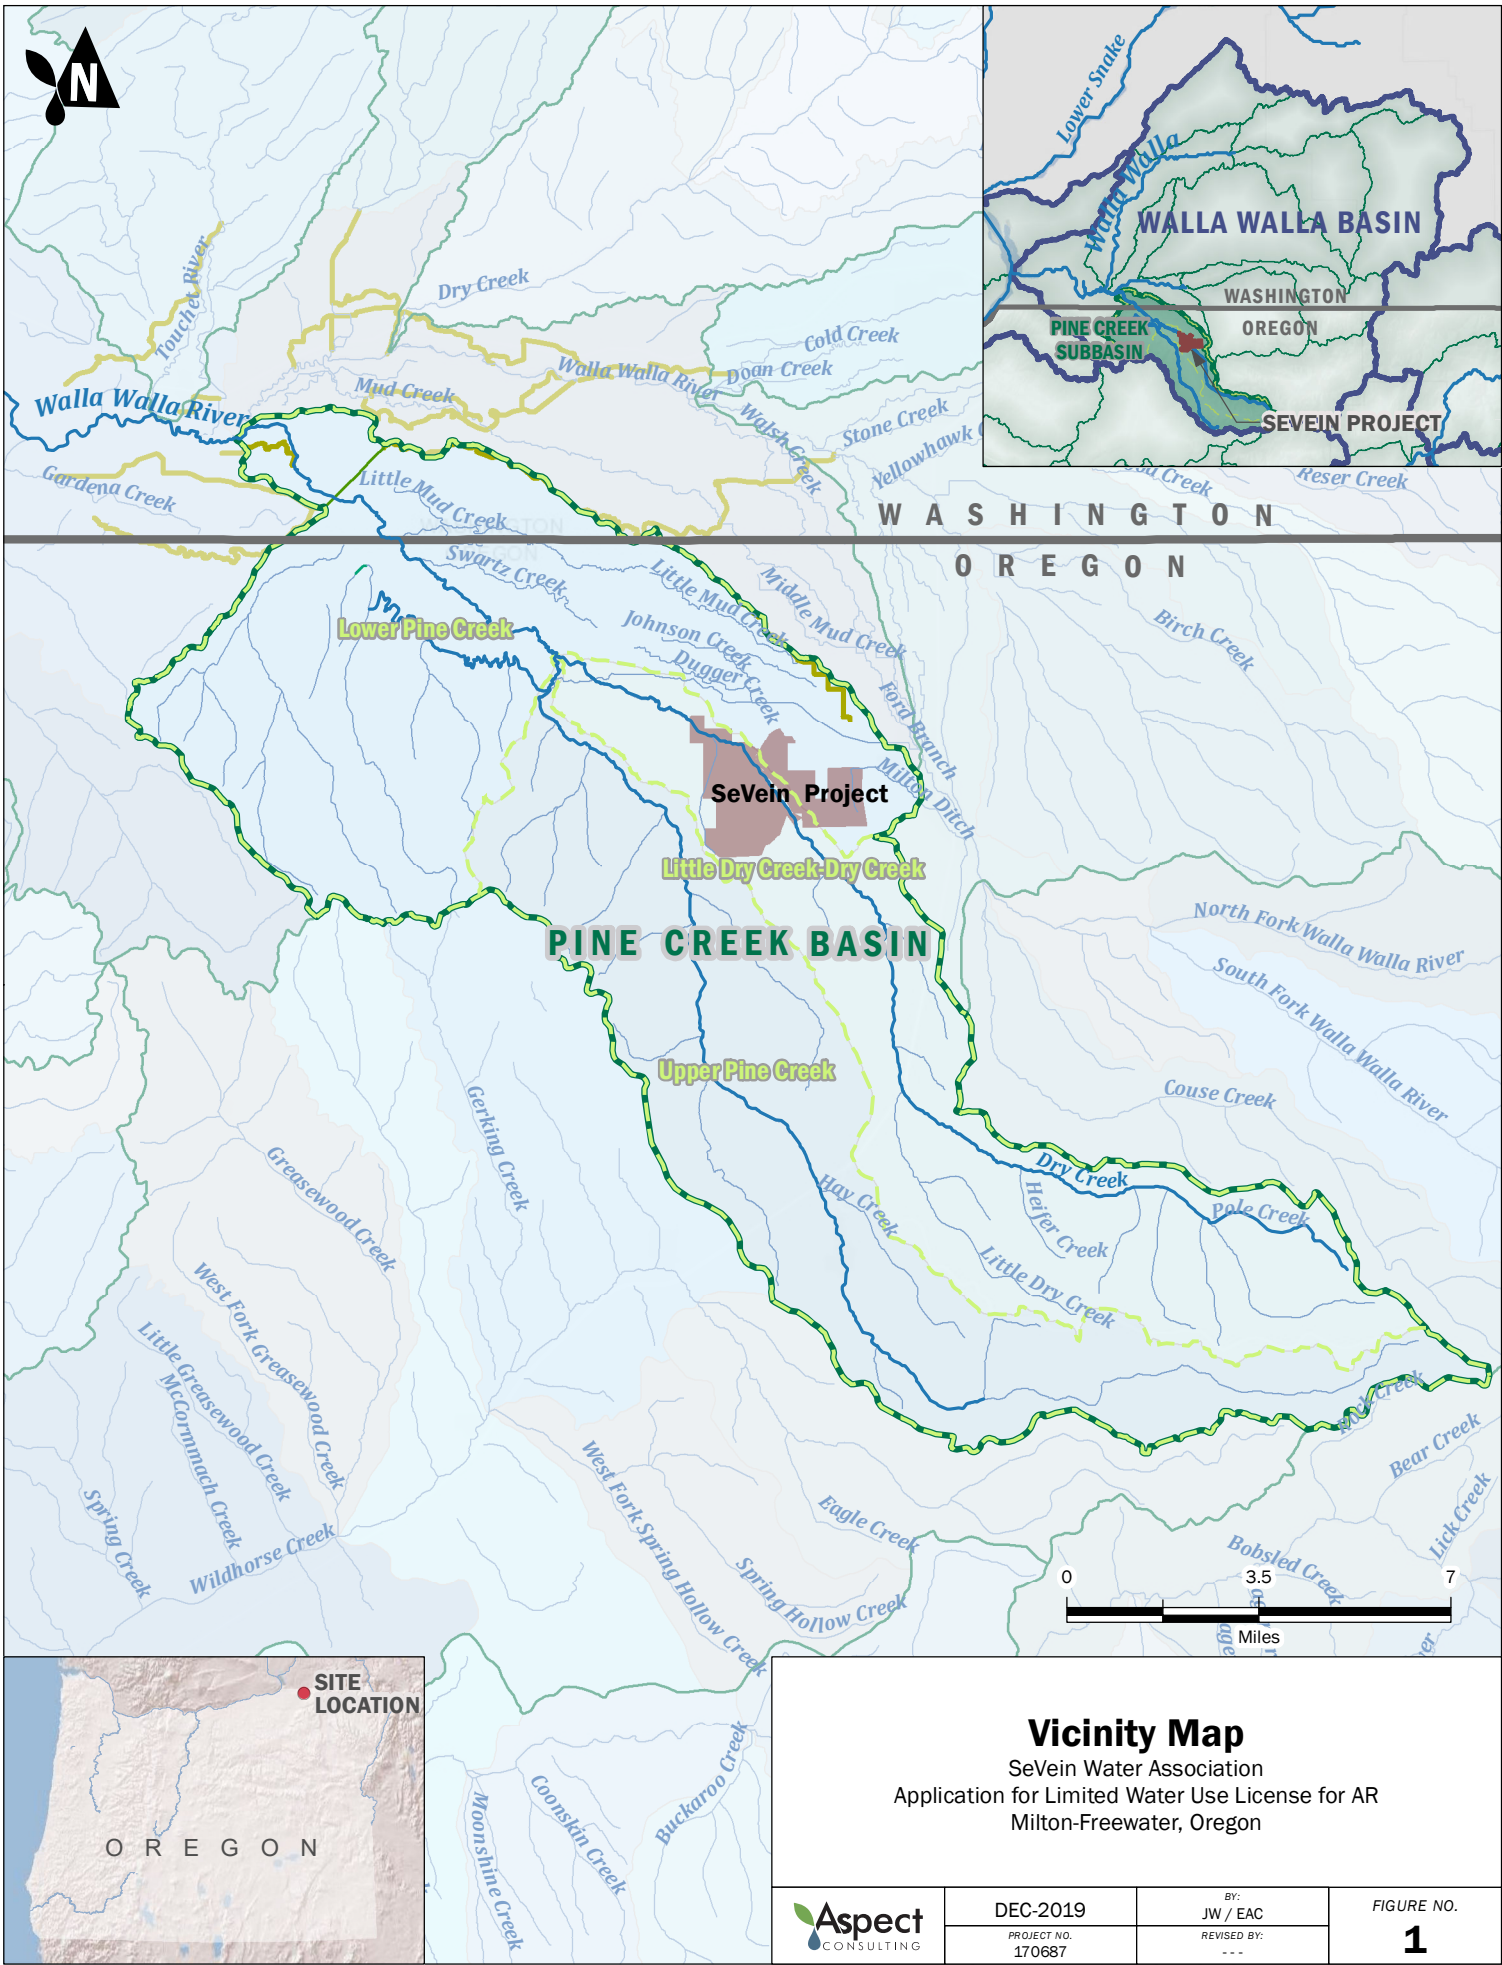 N
Lower Snake
Walla Walla
WALLA WALLA BASIN
WASHINGTON
OREGON
PINE CREEK
SUBBASIN
SEVEIN PROJECT
Touchet River
Dry Creek
Cold Creek
Doan Creek
Walla Walla River
Mud Creek
Walla Walla River
Walsh Creek
Stone Creek
Yellowhawk C
Creek
Reser Creek
Gardena Creek
Little Mud Creek
WASHINGTON
OREGON
Swartz Creek
Little Mud Creek
Middle Mud Creek
Birch Creek
Lower Pine Creek
Johnson Creek
Dugger Creek
Ford Branch
Milton Ditch
SeVein Project
Little Dry Creek-Dry Creek
PINE CREEK BASIN
North Fork Walla Walla River
South Fork Walla Walla River
Upper Pine Creek
Couse Creek
Gerking Creek
Greasewood Creek
Dry Creek
Hay Creek
Heifer Creek
Pole Creek
Little Dry Creek
West Fork Greasewood Creek
Little Greasewood Creek
McCormmach Creek
Spring Creek
Wildhorse Creek
Rock Creek
Bear Creek
Lick Creek
West Fork Spring Hollow Creek
Eagle Creek
Spring Hollow Creek
Bobsled Creek
0 3.5 7
Miles
SITE
LOCATION
OREGON
Moonshine Creek
Coonskin Creek
Buckaroo Creek
Vicinity Map
SeVein Water Association
Application for Limited Water Use License for AR
Milton-Freewater, Oregon
Aspect
CONSULTING
DEC-2019
PROJECT NO.
170687
BY:
JW / EAC
REVISED BY:
---
FIGURE NO.
1